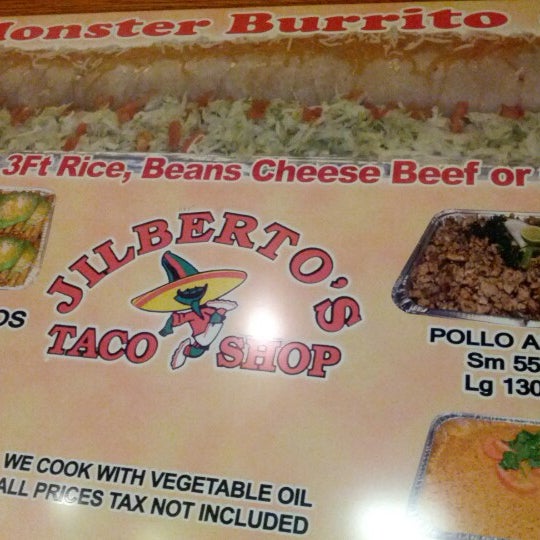 Monster Burrito
3Ft Rice, Beans Cheese Beef or
JILBERTO'S
TACO SHOP
OS
POLLO A
Sm 55
Lg 130
WE COOK WITH VEGETABLE OIL
ALL PRICES TAX NOT INCLUDED